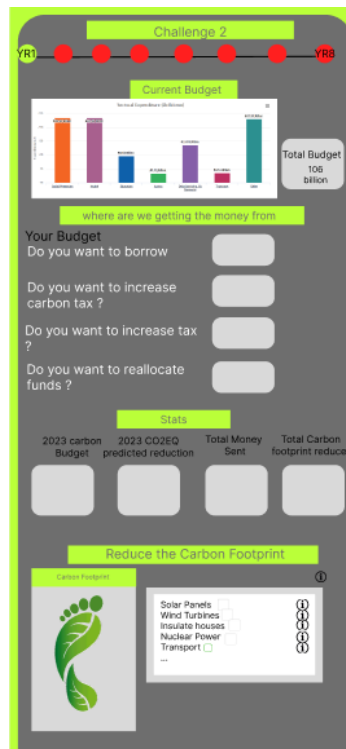 Challenge 2
YR1
YR8
Current Budget
Total Budget
106
billion
where are we getting the money from
Your Budget
Do you want to borrow
Do you want to increase
carbon tax ?
Do you want to increase tax
?
Do you want to reallocate
funds ?
Stats
2023 carbon
Budget
2023 CO2EQ
predicted reduction
Total Money
Sent
Total Carbon
footprint reduce
Reduce the Carbon Footprint
Carbon Footprint
Solar Panels
Wind Turbines
Insulate houses
Nuclear Power
Transport
...